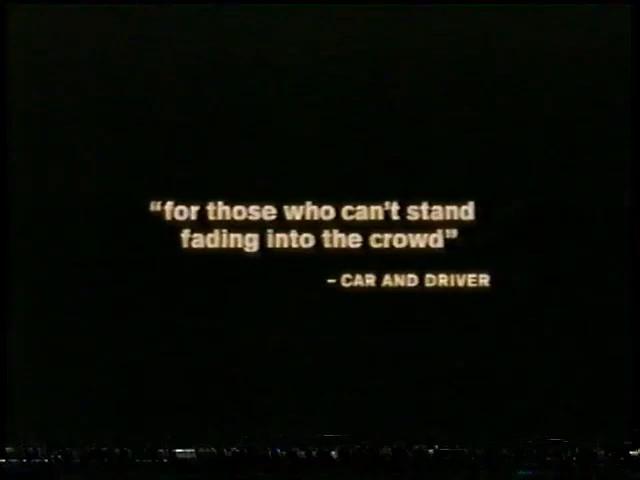 “for those who can't stand
fading into the crowd”
– CAR AND DRIVER